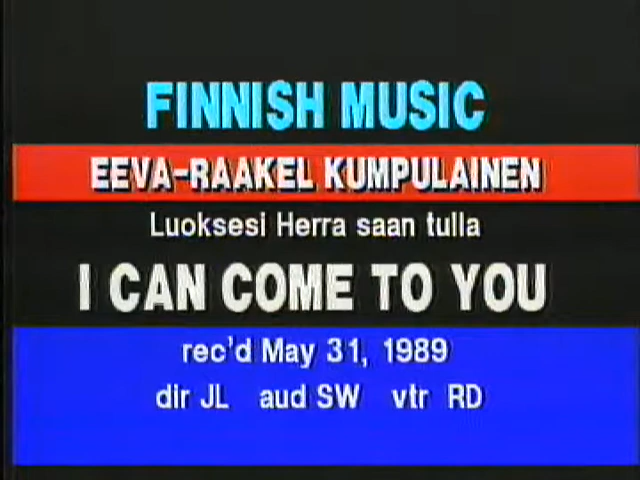 FINNISH MUSIC
EEVA-RAAKEL KUMPULAINEN
Luoksesi Herra saan tulla
I CAN COME TO YOU
rec'd May 31, 1989
dir JL aud SW vtr RD